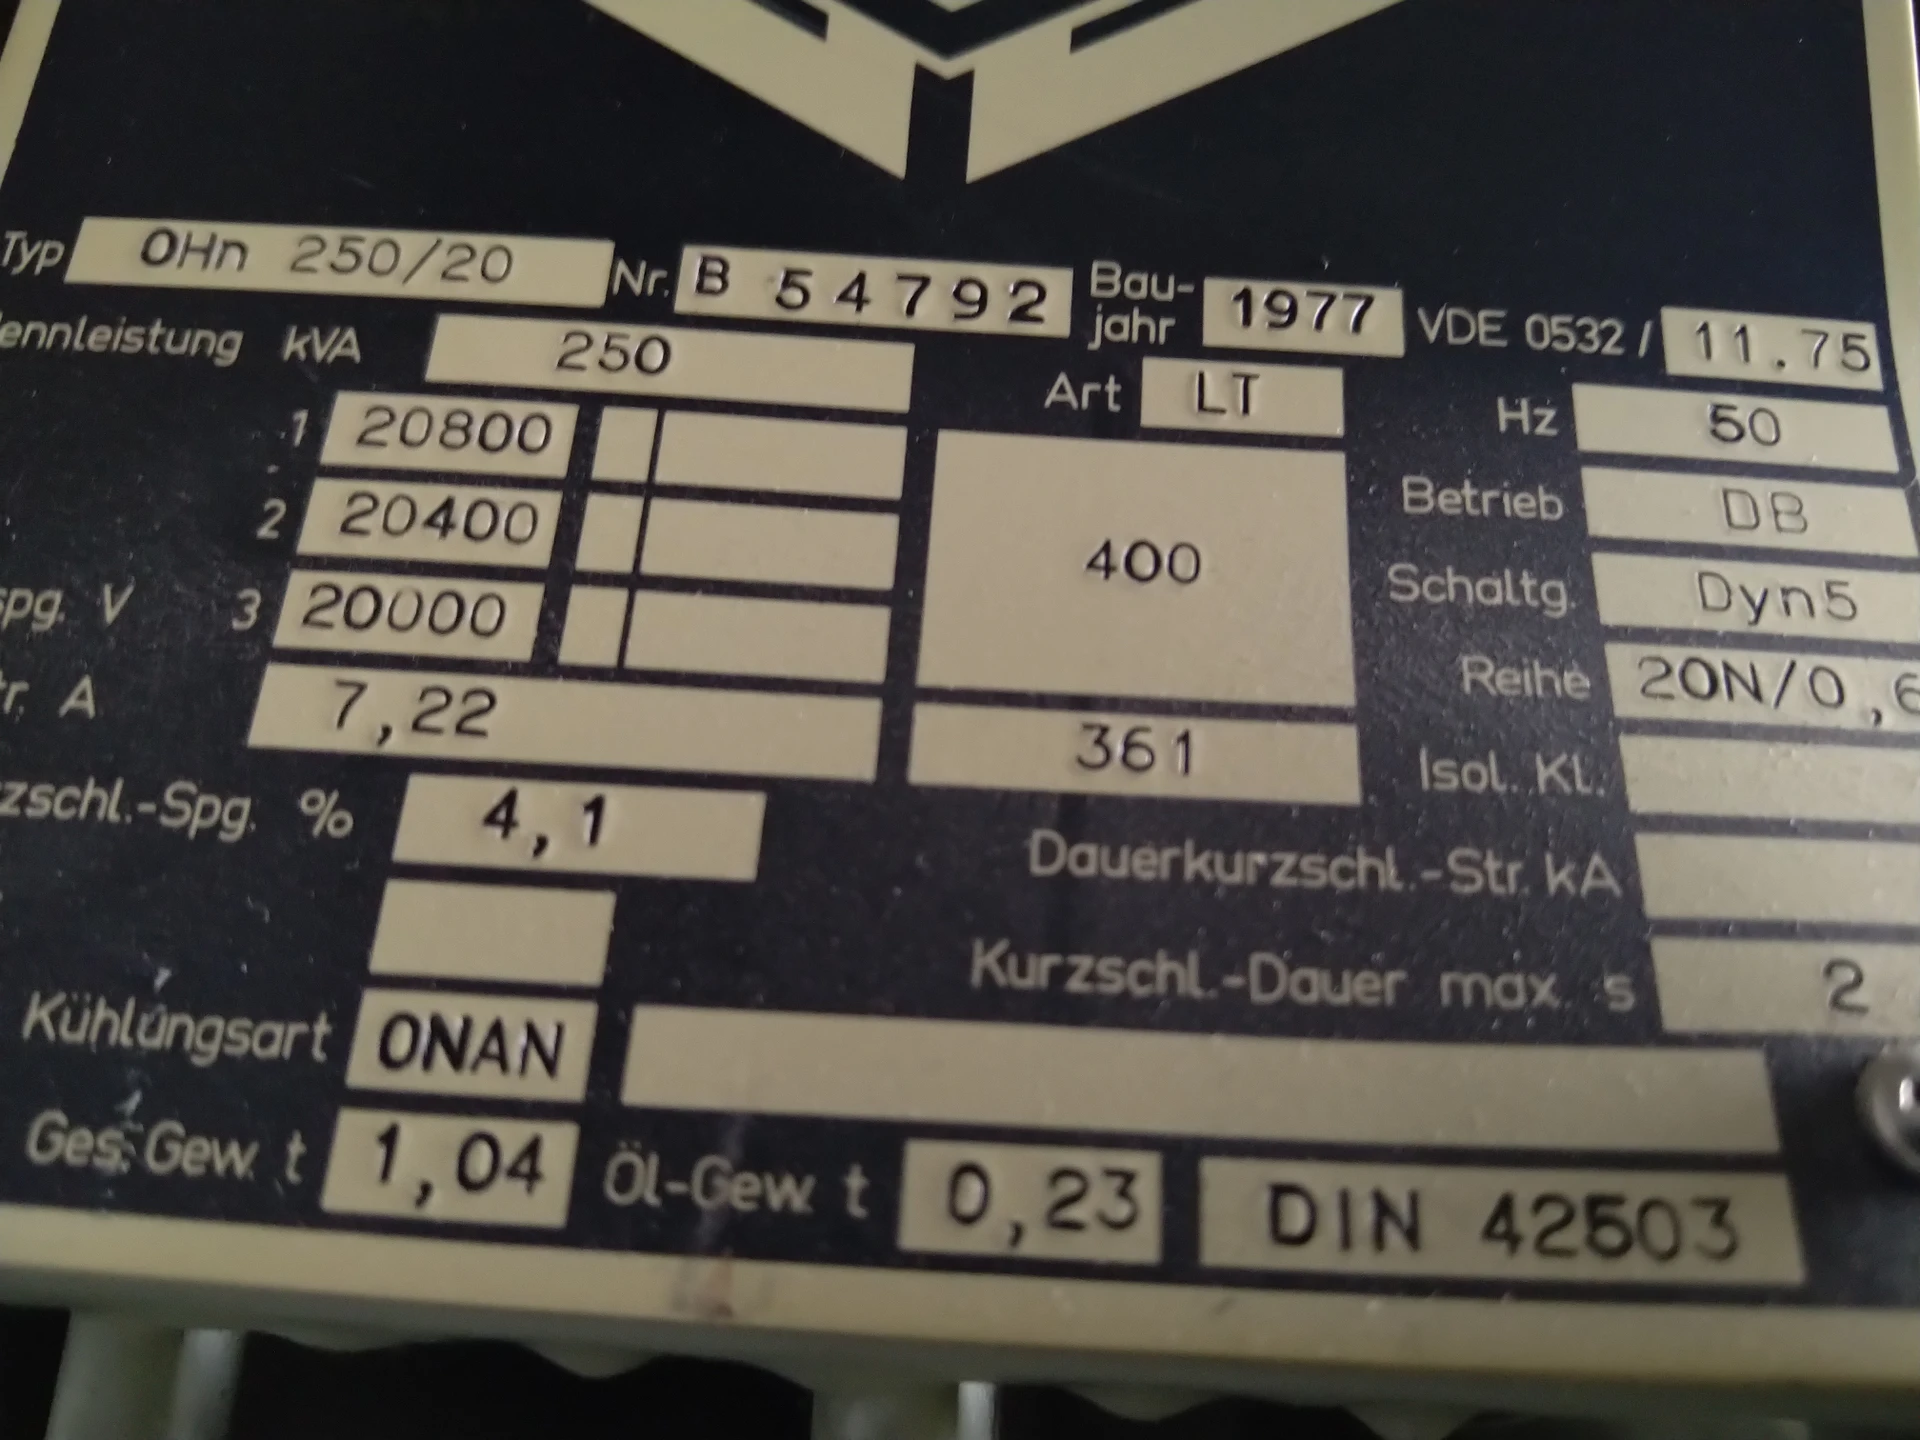 Typ OHn 250/20 Nr. B 54792 Bau- jahr 1977 VDE 0532 / 11.75
ennleistung kVA 250 Art LT Hz 50
1 20800
2 20400 400 Betrieb DB
spg. V 3 20000 Schaltg. Dyn5
Reihe 20N/0,6
r. A 7,22 361 Isol. Kl.
zschl.-Spg. % 4,1 Dauerkurzschl.-Str. kA
Kurzschl.-Dauer max. s 2
Kühlungsart ONAN
Ges. Gew. t 1,04 Öl-Gew. t 0,23 DIN 42503